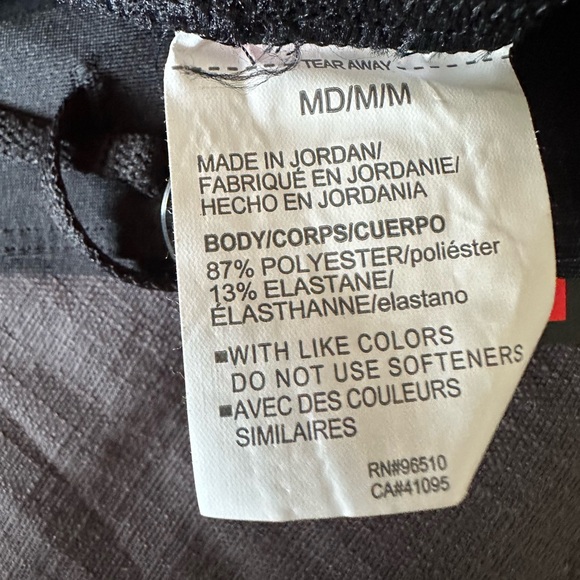 TEAR AWAY
MD/M/M
MADE IN JORDAN/
FABRIQUÉ EN JORDANIE/
HECHO EN JORDANIA
BODY/CORPS/CUERPO
87% POLYESTER/poliéster
13% ELASTANE/
ÉLASTHANNE/elastano
■WITH LIKE COLORS
DO NOT USE SOFTENERS
■AVEC DES COULEURS
SIMILAIRES
RN#96510
CA#41095